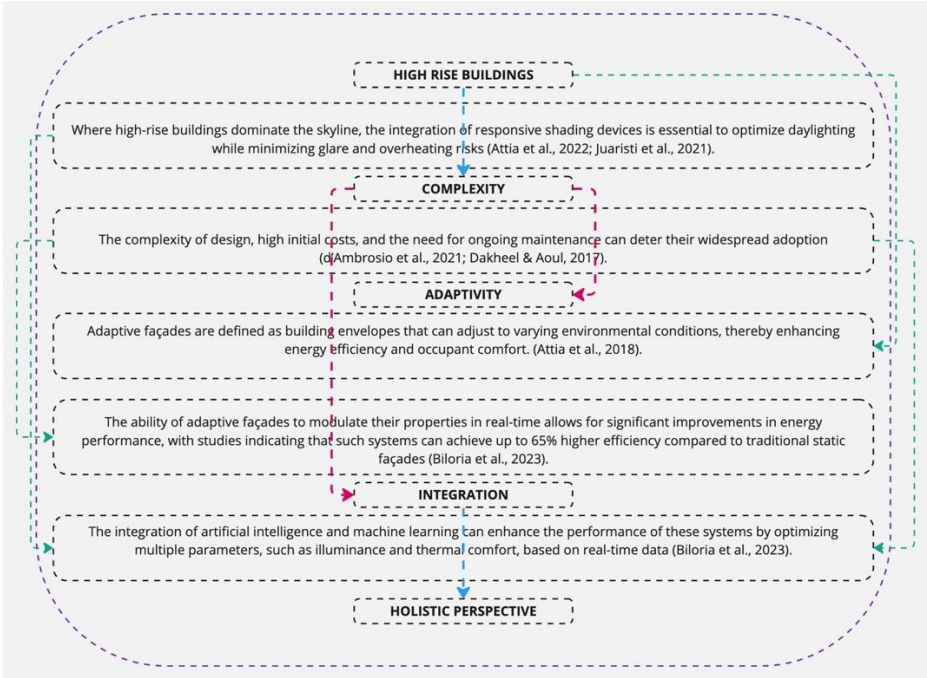 HIGH RISE BUILDINGS
Where high-rise buildings dominate the skyline, the integration of responsive shading devices is essential to optimize daylighting
while minimizing glare and overheating risks (Attia et al., 2022; Juaristi et al., 2021).
COMPLEXITY
The complexity of design, high initial costs, and the need for ongoing maintenance can deter their widespread adoption
(d'Ambrosio et al., 2021; Dakheel & Aoul, 2017).
ADAPTIVITY
Adaptive façades are defined as building envelopes that can adjust to varying environmental conditions, thereby enhancing
energy efficiency and occupant comfort. (Attia et al., 2018).
The ability of adaptive façades to modulate their properties in real-time allows for significant improvements in energy
performance, with studies indicating that such systems can achieve up to 65% higher efficiency compared to traditional static
façades (Biloria et al., 2023).
INTEGRATION
The integration of artificial intelligence and machine learning can enhance the performance of these systems by optimizing
multiple parameters, such as illuminance and thermal comfort, based on real-time data (Biloria et al., 2023).
HOLISTIC PERSPECTIVE